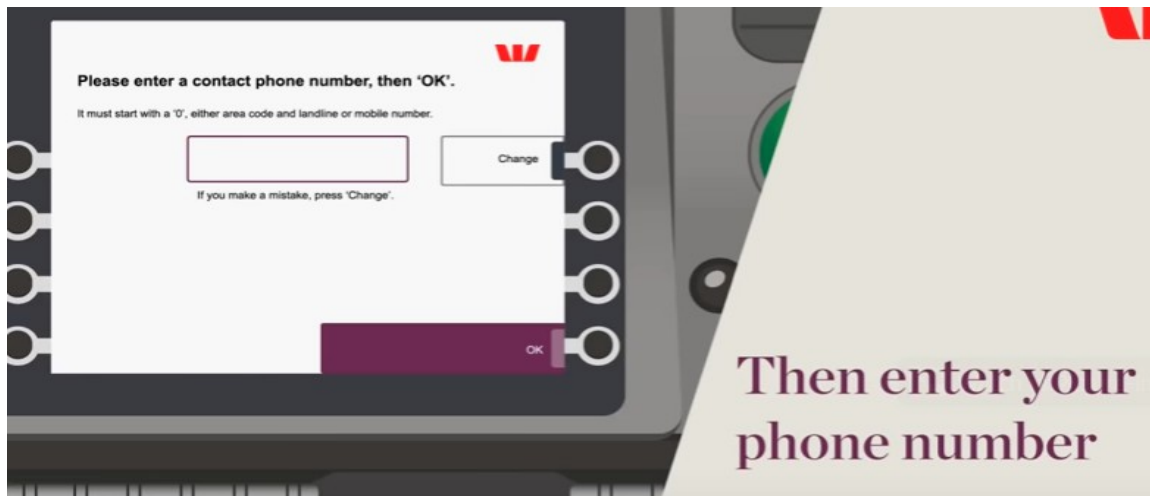 Please enter a contact phone number, then ‘OK’.
It must start with a ‘0’, either area code and landline or mobile number.
Change
If you make a mistake, press ‘Change’.
OK
Then enter your
phone number